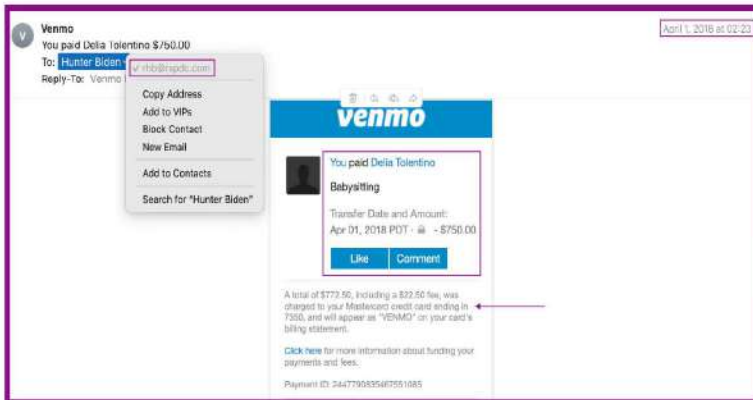 V
Venmo
You paid Delia Tolentino $750.00
To: Hunter Biden
Reply-To: Venmo
April 1, 2018 at 02:23
✓ rhb@rspdc.com
Copy Address
Add to VIPs
Block Contact
New Email
Add to Contacts
Search for "Hunter Biden"
venmo
You paid Delia Tolentino
Babysitting
Transfer Date and Amount:
Apr 01, 2018 PDT · - $750.00
Like Comment
A total of $772.50, including a $22.50 fee, was
charged to your Mastercard credit card ending in
7350, and will appear as "VENMO" on your card's
billing statement.
Click here for more information about funding your
payments and fees.
Payment ID: